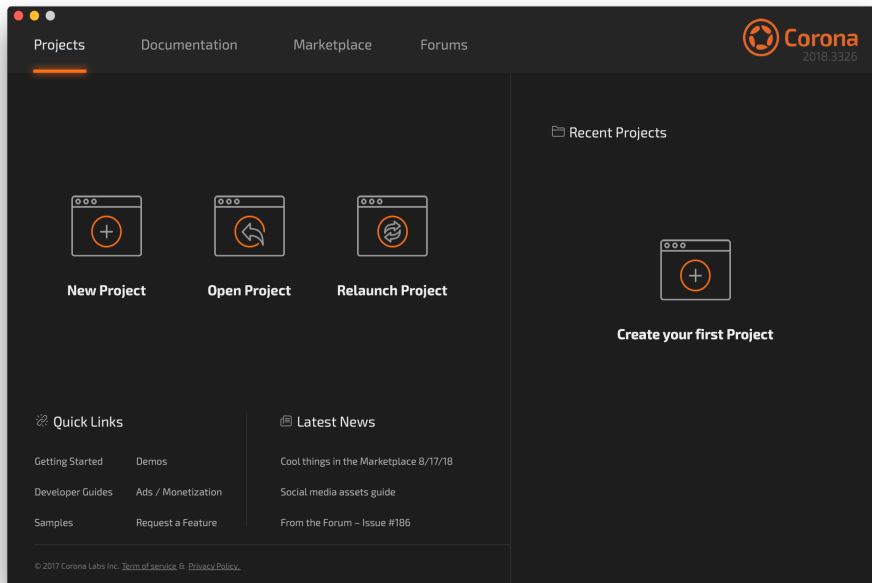 Projects
Documentation
Marketplace
Forums
Corona
2018.3326
New Project
Open Project
Relaunch Project
Recent Projects
Create your first Project
Quick Links
Getting Started
Demos
Developer Guides
Ads / Monetization
Samples
Request a Feature
Latest News
Cool things in the Marketplace 8/17/18
Social media assets guide
From the Forum – Issue #186
© 2017 Corona Labs Inc. Term of service & Privacy Policy.